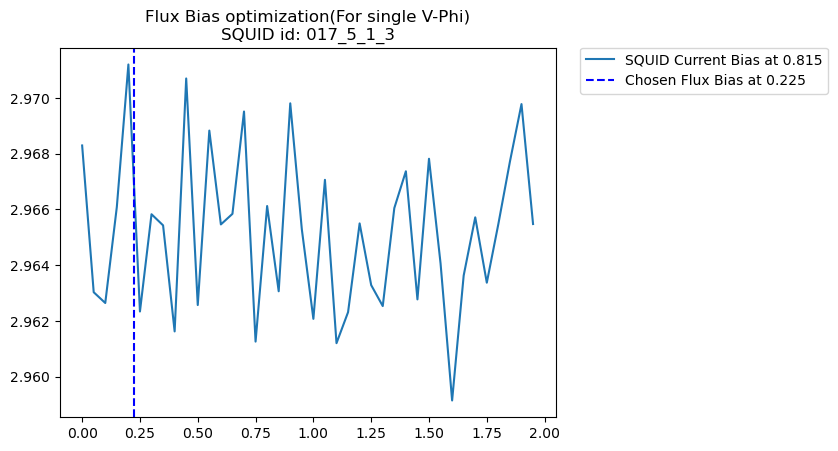 Flux Bias optimization(For single V-Phi)
SQUID id: 017_5_1_3
SQUID Current Bias at 0.815
Chosen Flux Bias at 0.225
2.970
2.968
2.966
2.964
2.962
2.960
0.00 0.25 0.50 0.75 1.00 1.25 1.50 1.75 2.00